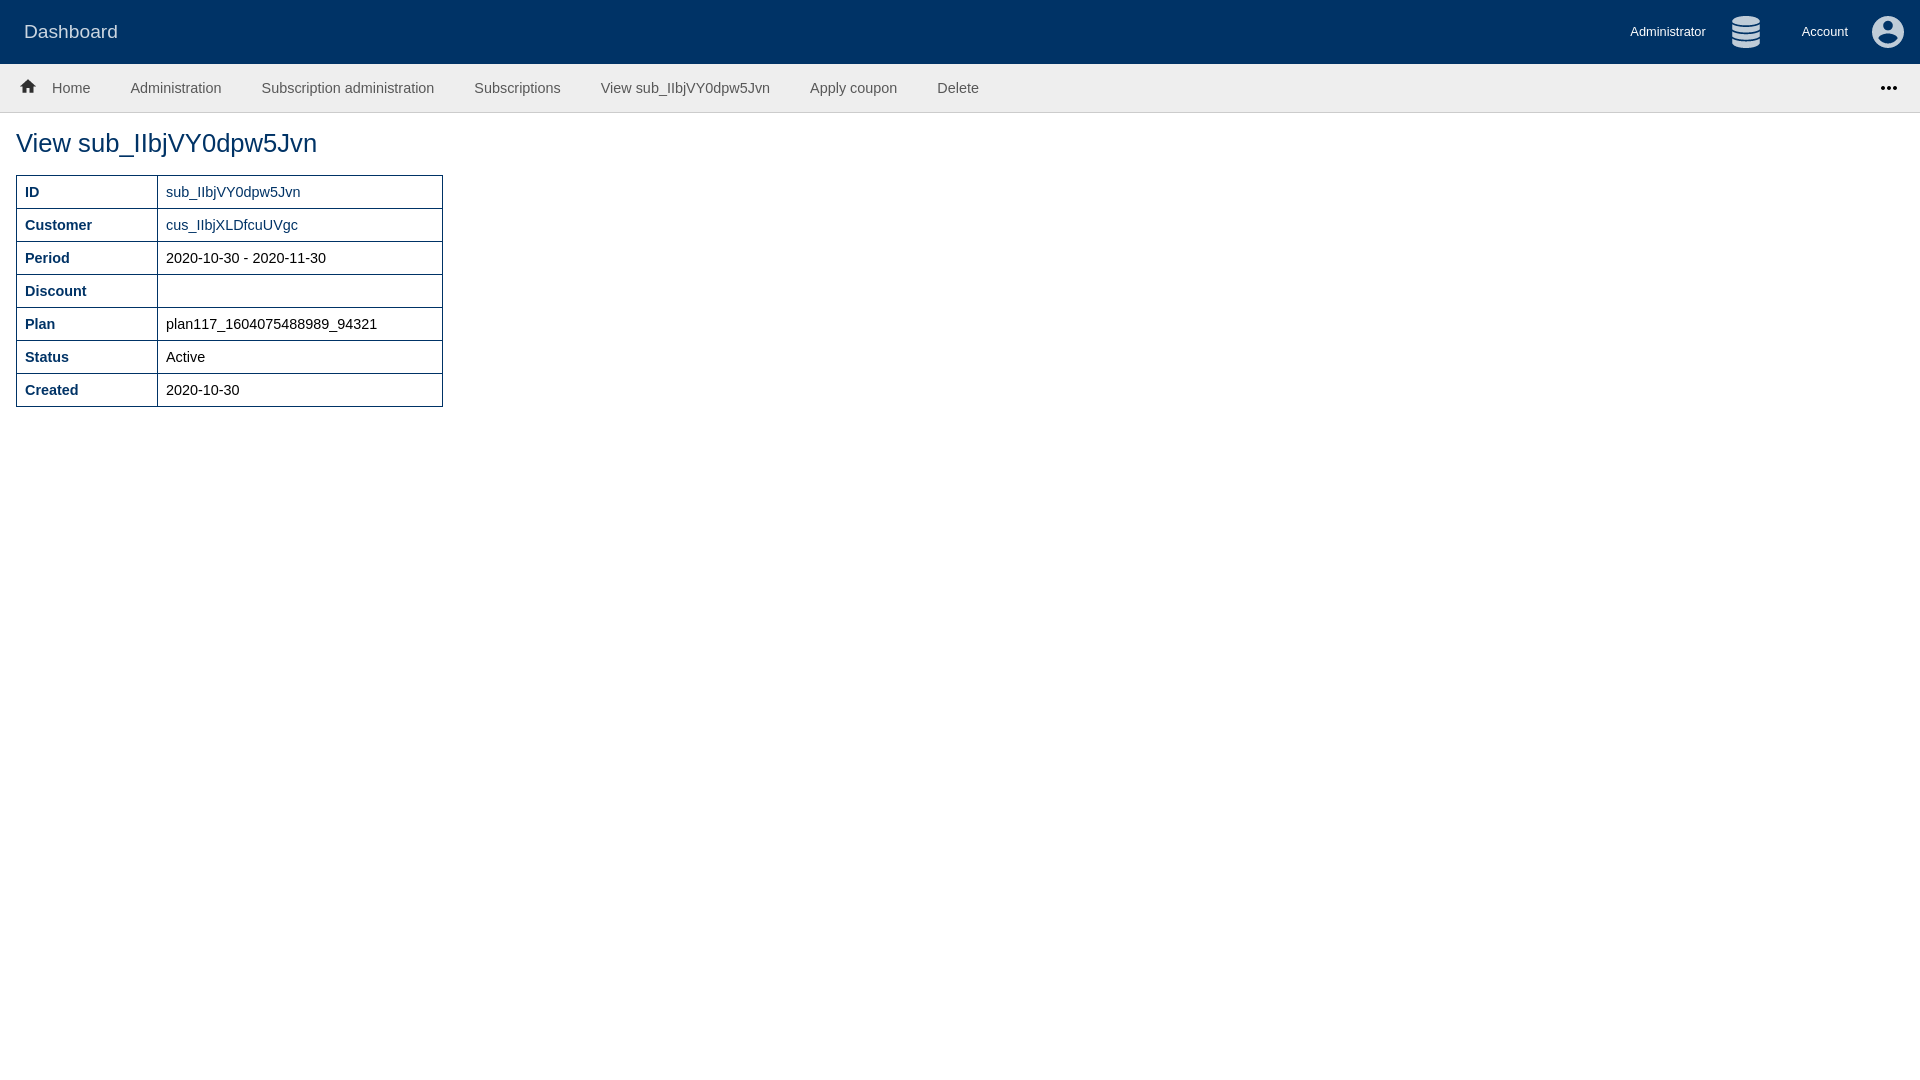 Dashboard
Administrator
Account
Home
Administration
Subscription administration
Subscriptions
View sub_IIbjVY0dpw5Jvn
Apply coupon
Delete
View sub_IIbjVY0dpw5Jvn
ID sub_IIbjVY0dpw5Jvn
Customer cus_IIbjXLDfcuUVgc
Period 2020-10-30 - 2020-11-30
Discount
Plan plan117_1604075488989_94321
Status Active
Created 2020-10-30